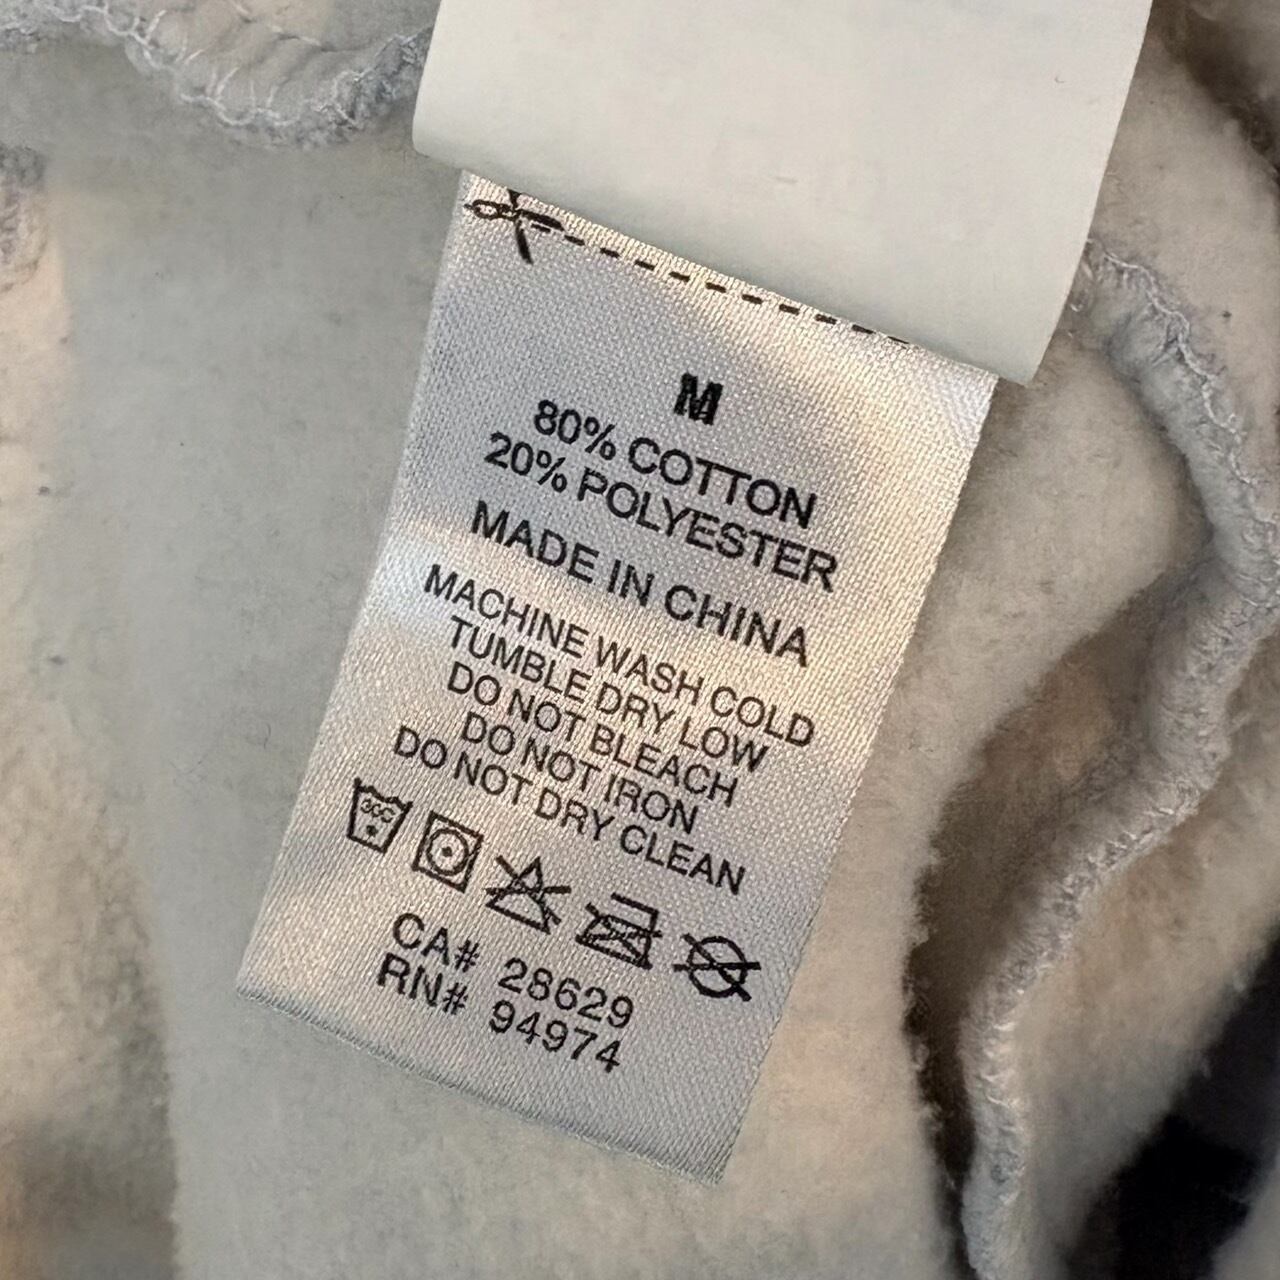 M
80% COTTON
20% POLYESTER
MADE IN CHINA
MACHINE WASH COLD
TUMBLE DRY LOW
DO NOT BLEACH
DO NOT IRON
DO NOT DRY CLEAN
30C
CA# 28629
RN# 94974